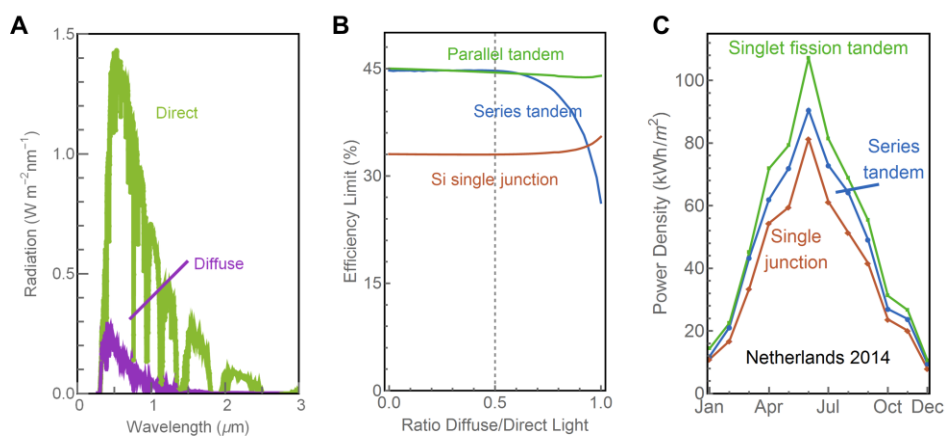 A
1.5
1.0
0.5
0.0
0
1
2
3
Direct
Diffuse
Radiation (W m⁻²nm⁻¹)
Wavelength (μm)
B
45
30
15
0
0.0
0.5
1.0
Parallel tandem
Series tandem
Si single junction
Efficiency Limit (%)
Ratio Diffuse/Direct Light
C
Singlet fission tandem
100
80
60
40
20
0
Series
tandem
Single
junction
Netherlands 2014
Power Density (kWh/m²)
Jan
Apr
Jul
Oct
Dec